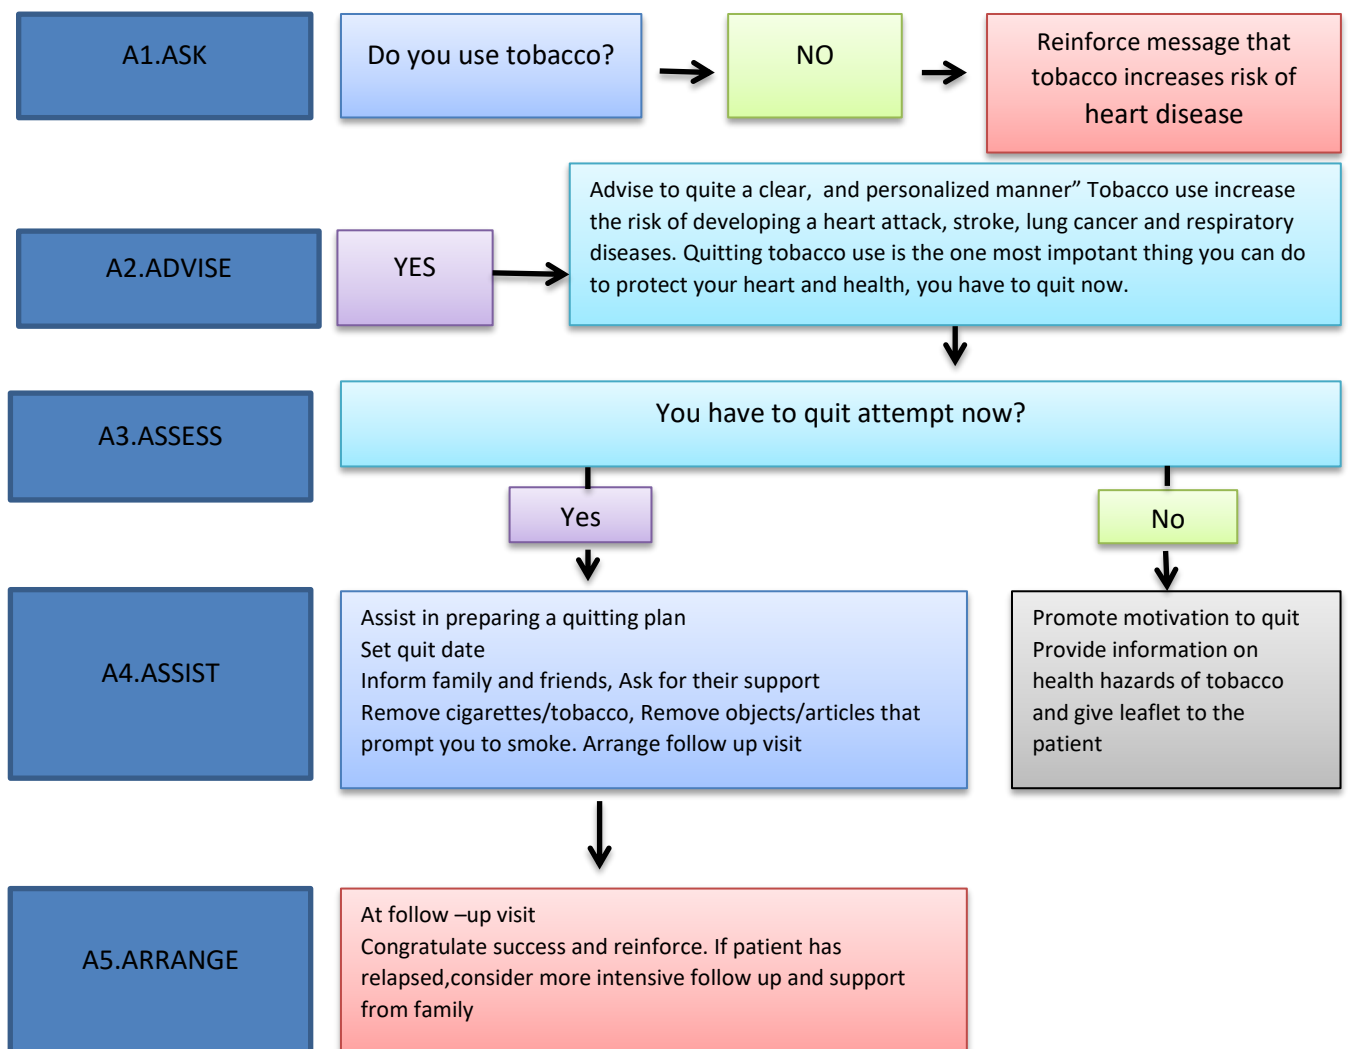 A1.ASK
Do you use tobacco?
NO
Reinforce message that
tobacco increases risk of
heart disease
A2.ADVISE
YES
Advise to quite a clear,  and personalized manner” Tobacco use increase
the risk of developing a heart attack, stroke, lung cancer and respiratory
diseases. Quitting tobacco use is the one most impotant thing you can do
to protect your heart and health, you have to quit now.
A3.ASSESS
You have to quit attempt now?
Yes
No
A4.ASSIST
Assist in preparing a quitting plan
Set quit date
Inform family and friends, Ask for their support
Remove cigarettes/tobacco, Remove objects/articles that
prompt you to smoke. Arrange follow up visit
Promote motivation to quit
Provide information on
health hazards of tobacco
and give leaflet to the
patient
A5.ARRANGE
At follow –up visit
Congratulate success and reinforce. If patient has
relapsed,consider more intensive follow up and support
from family